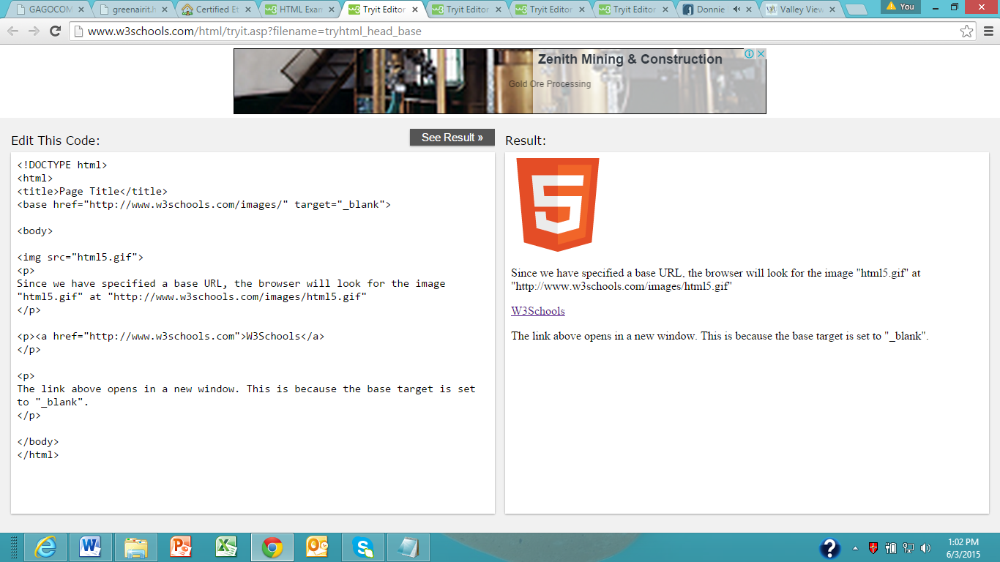 GAGOCOM
greenairit.h
Certified Et
HTML Exam
Tryit Editor
Tryit Editor
Tryit Editor
Tryit Editor
Donnie
Valley View
You
www.w3schools.com/html/tryit.asp?filename=tryhtml_head_base
Zenith Mining & Construction
Gold Ore Processing
Edit This Code:
See Result »
<!DOCTYPE html>
<html>
<title>Page Title</title>
<base href="http://www.w3schools.com/images/" target="_blank">
<body>
<img src="html5.gif">
<p>
Since we have specified a base URL, the browser will look for the image
"html5.gif" at "http://www.w3schools.com/images/html5.gif"
</p>
<p><a href="http://www.w3schools.com">W3Schools</a>
</p>
<p>
The link above opens in a new window. This is because the base target is set
to "_blank".
</p>
</body>
</html>
Result:
5
Since we have specified a base URL, the browser will look for the image "html5.gif" at
"http://www.w3schools.com/images/html5.gif"
W3Schools
The link above opens in a new window. This is because the base target is set to "_blank".
1:02 PM
6/3/2015